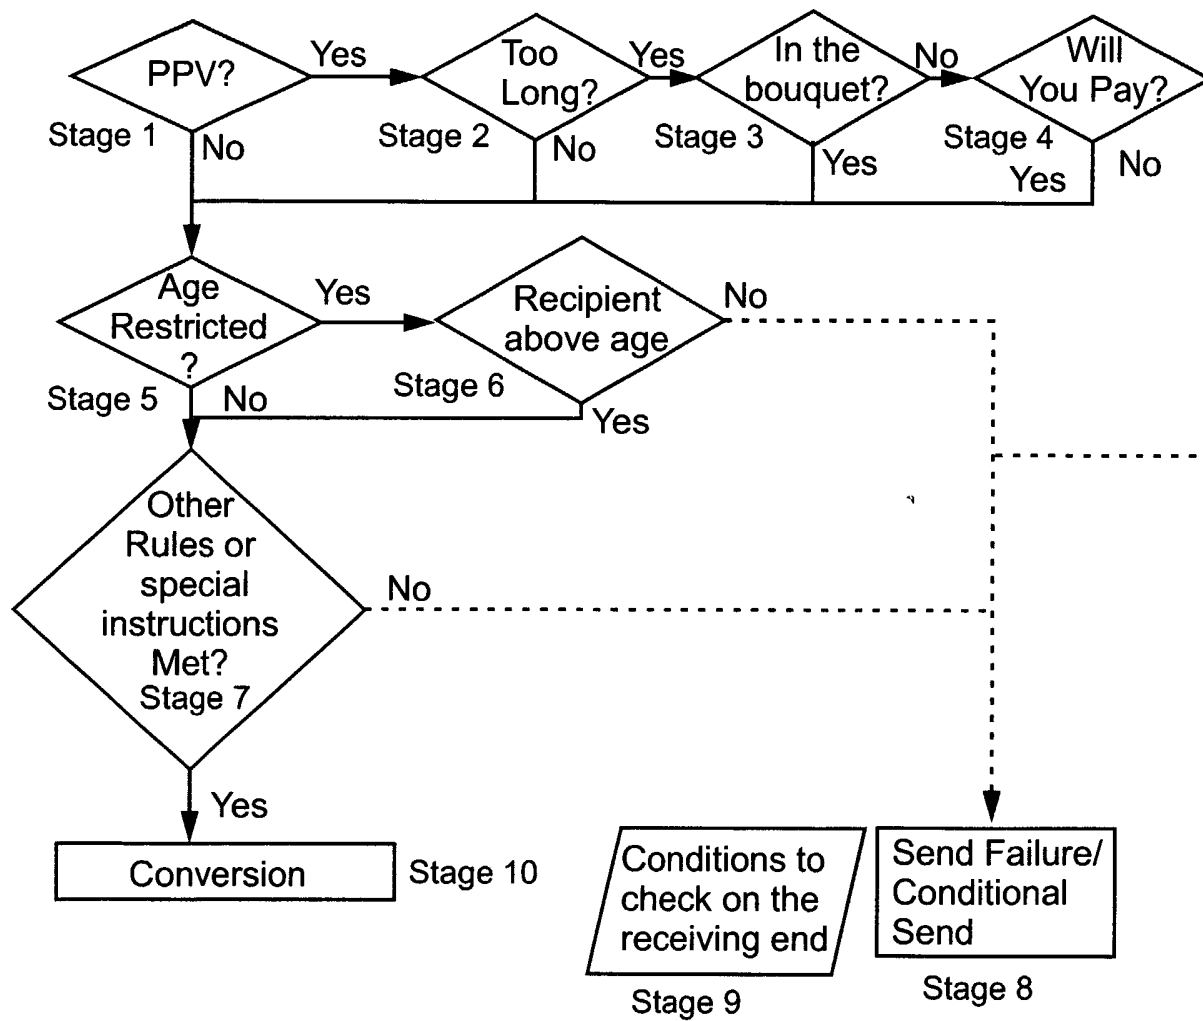 PPV?
Yes
Too
Long?
Yes
In the
bouquet?
No
Will
You Pay?
Stage 1
No
Stage 2
No
Stage 3
Yes
Stage 4
Yes
No
Age
Restricted
?
Yes
Recipient
above age
No
Stage 5
No
Stage 6
Yes
Other
Rules or
special
instructions
Met?
Stage 7
No
Yes
Conversion
Stage 10
Conditions to
check on the
receiving end
Stage 9
Send Failure/
Conditional
Send
Stage 8